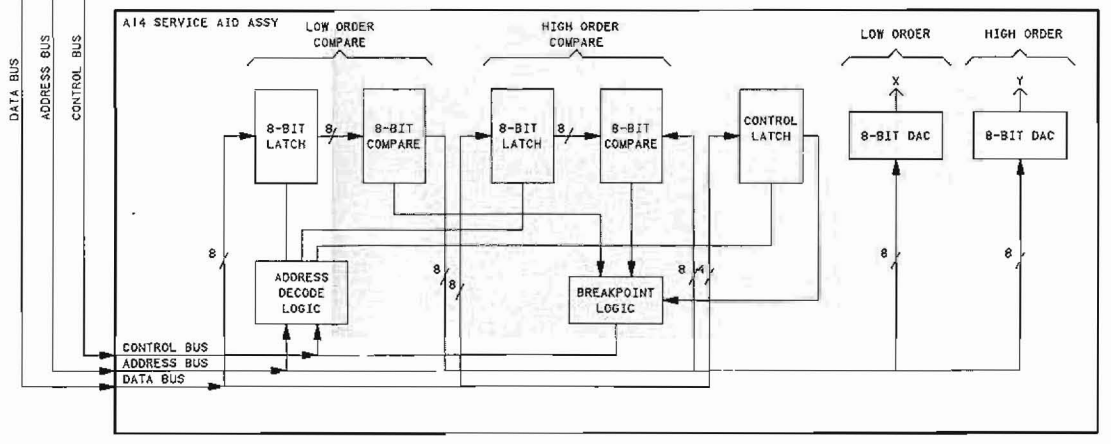 A14 SERVICE AID ASSY
LOW ORDER
COMPARE
HIGH ORDER
COMPARE
LOW ORDER
HIGH ORDER
DATA BUS
ADDRESS BUS
CONTROL BUS
X
Y
8-BIT
LATCH
8
8-BIT
COMPARE
8-BIT
LATCH
8
8-BIT
COMPARE
CONTROL
LATCH
8-BIT DAC
8-BIT DAC
8
8
8
8
4
8
8
ADDRESS
DECODE
LOGIC
BREAKPOINT
LOGIC
CONTROL BUS
ADDRESS BUS
DATA BUS